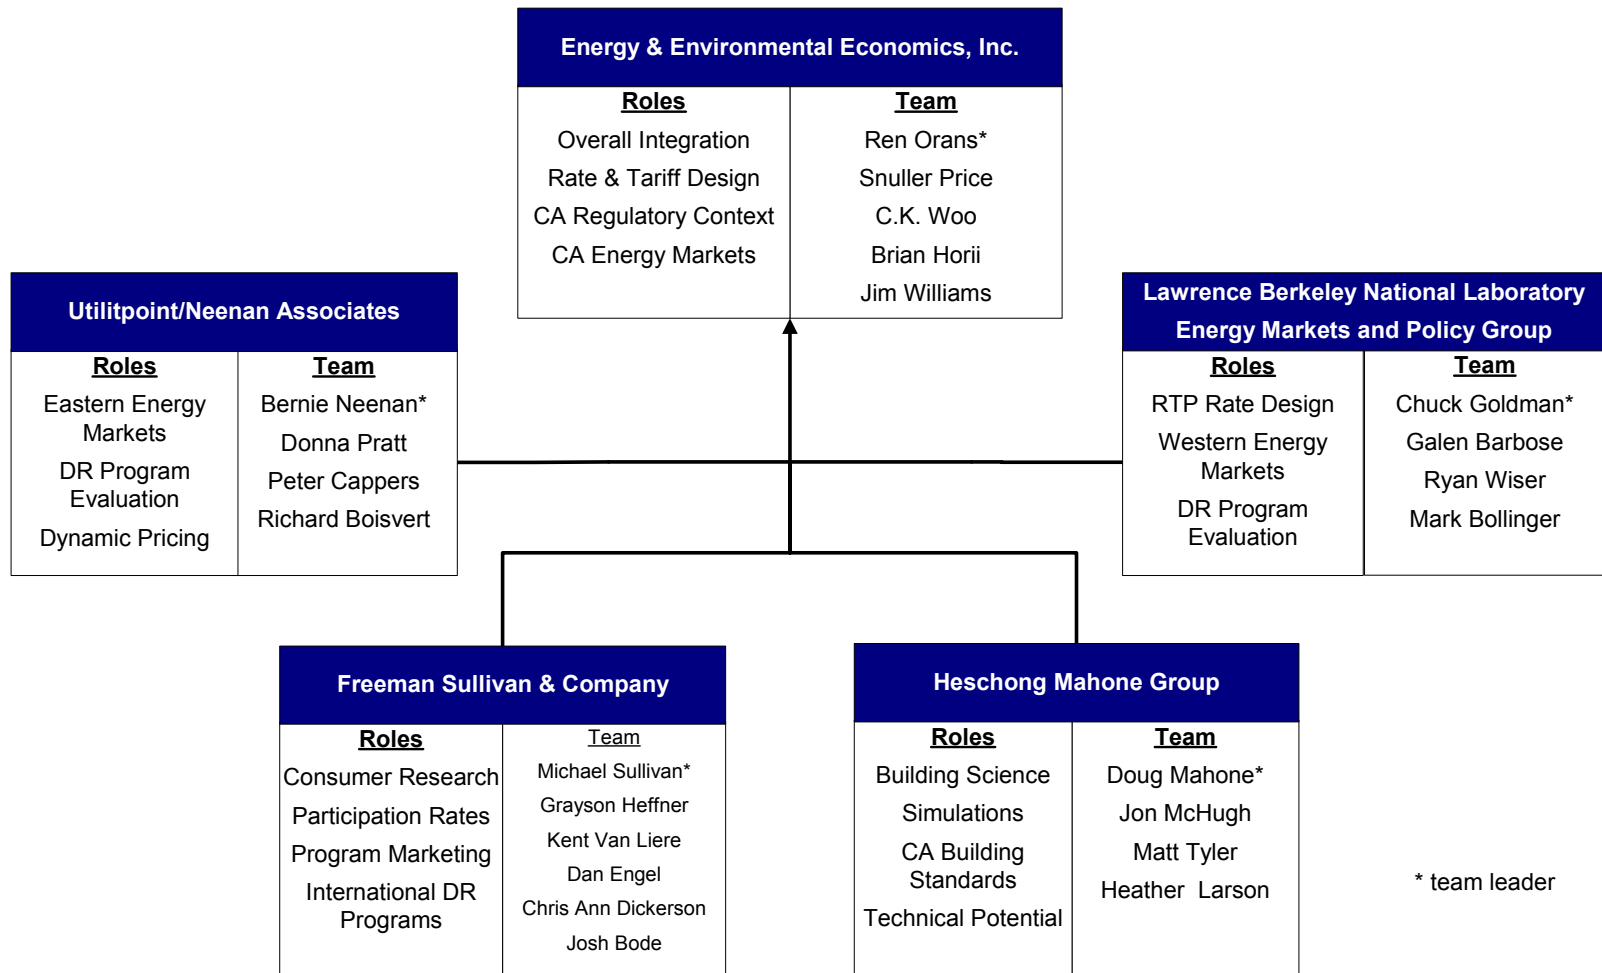 Energy & Environmental Economics, Inc.
Roles
Overall Integration
Rate & Tariff Design
CA Regulatory Context
CA Energy Markets
Team
Ren Orans*
Snuller Price
C.K. Woo
Brian Horii
Jim Williams
Utilitpoint/Neenan Associates
Roles
Eastern Energy
Markets
DR Program
Evaluation
Dynamic Pricing
Team
Bernie Neenan*
Donna Pratt
Peter Cappers
Richard Boisvert
Lawrence Berkeley National Laboratory
Energy Markets and Policy Group
Roles
RTP Rate Design
Western Energy
Markets
DR Program
Evaluation
Team
Chuck Goldman*
Galen Barbose
Ryan Wiser
Mark Bollinger
Freeman Sullivan & Company
Roles
Consumer Research
Participation Rates
Program Marketing
International DR
Programs
Team
Michael Sullivan*
Grayson Heffner
Kent Van Liere
Dan Engel
Chris Ann Dickerson
Josh Bode
Heschong Mahone Group
Roles
Building Science
Simulations
CA Building
Standards
Technical Potential
Team
Doug Mahone*
Jon McHugh
Matt Tyler
Heather Larson
* team leader